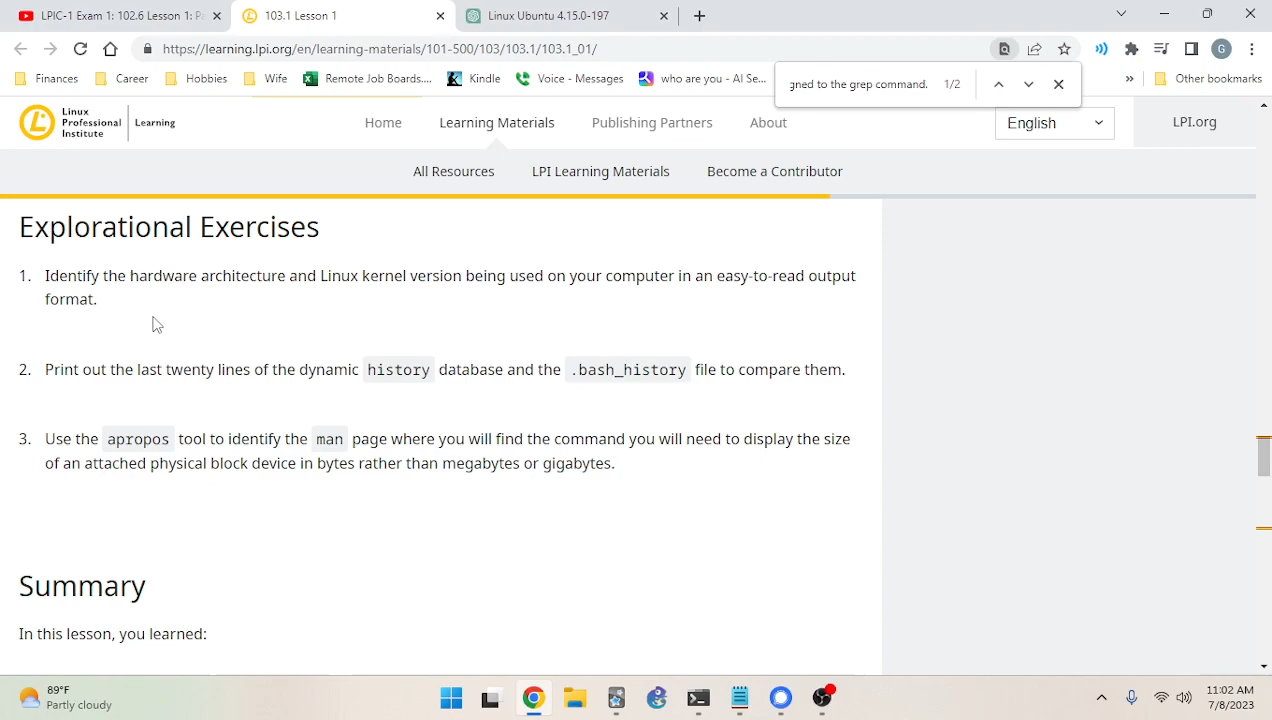 LPIC-1 Exam 1: 102.6 Lesson 1: Pa
103.1 Lesson 1
Linux Ubuntu 4.15.0-197
https://learning.lpi.org/en/learning-materials/101-500/103/103.1/103.1_01/
G
Finances
Career
Hobbies
Wife
Remote Job Boards....
Kindle
Voice - Messages
who are you - AI Se...
»
Other bookmarks
gned to the grep command.
1/2
Linux
Professional
Institute
Learning
Home
Learning Materials
Publishing Partners
About
English
LPI.org
All Resources
LPI Learning Materials
Become a Contributor
Explorational Exercises
1. Identify the hardware architecture and Linux kernel version being used on your computer in an easy-to-read output
format.
2. Print out the last twenty lines of the dynamic history database and the .bash_history file to compare them.
3. Use the apropos tool to identify the man page where you will find the command you will need to display the size
of an attached physical block device in bytes rather than megabytes or gigabytes.
Summary
In this lesson, you learned:
89°F
Partly cloudy
11:02 AM
7/8/2023